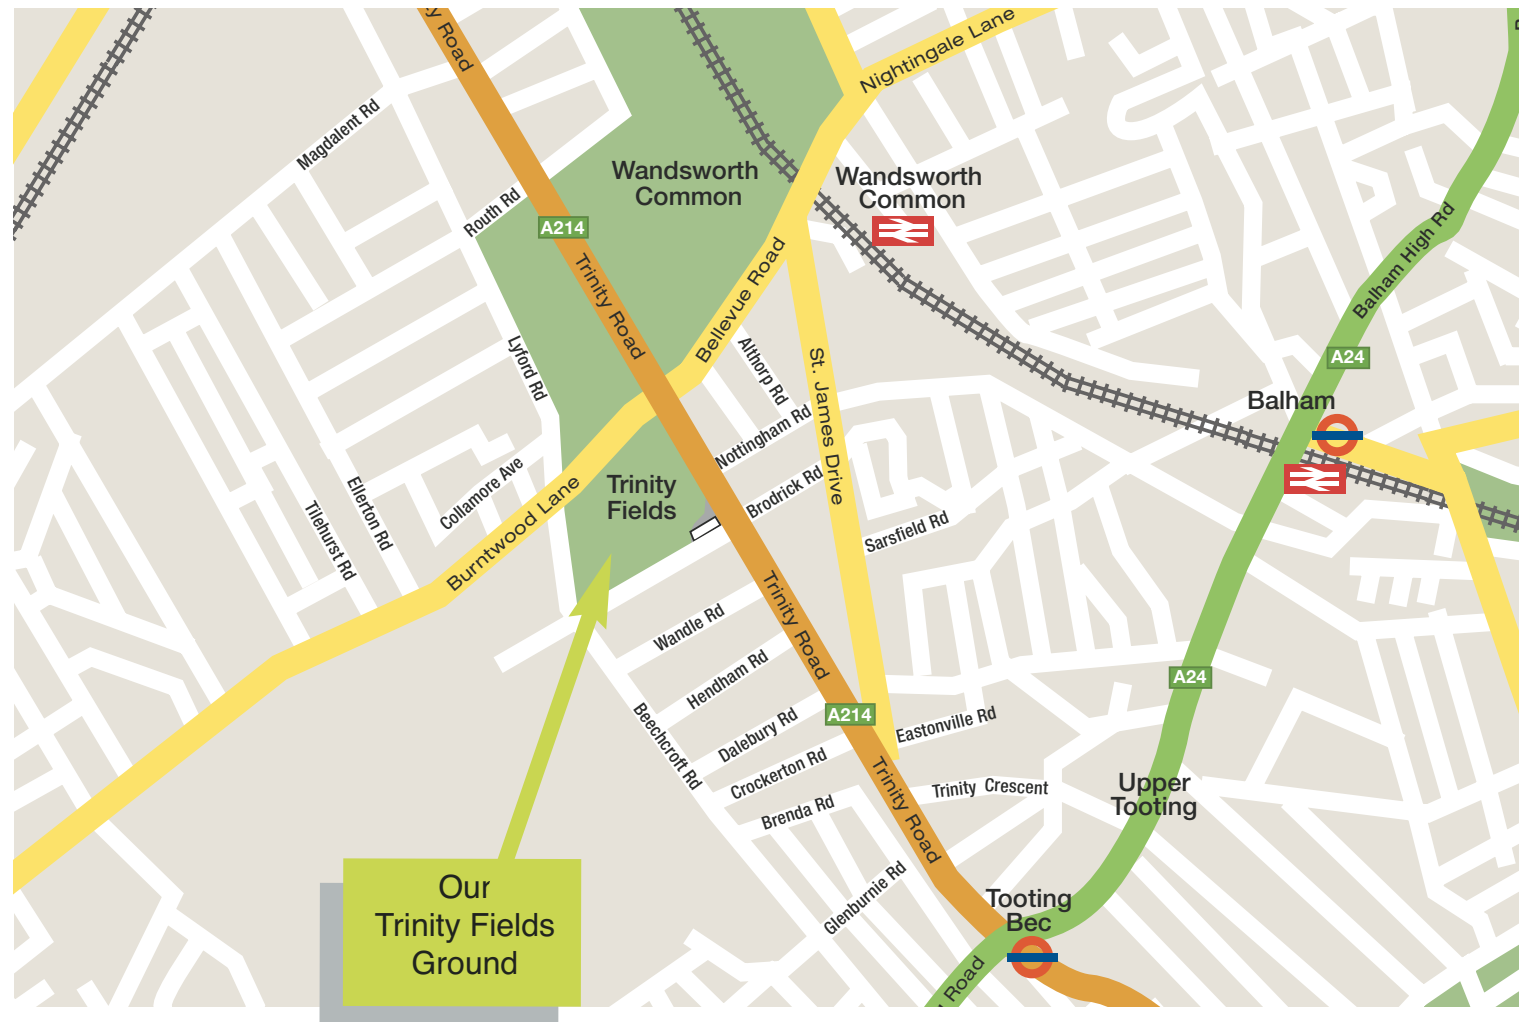 ty Road
Nightingale Lane
Magdalent Rd
Wandsworth
Common
Wandsworth
Common
Routh Rd
A214
Balham High Rd
Trinity Road
Bellevue Road
Lyford Rd
Althorp Rd
St. James Drive
A24
Balham
Nottingham Rd
Collamore Ave
Ellerton Rd
Tilehurst Rd
Burntwood Lane
Trinity
Fields
Brodrick Rd
Sarsfield Rd
Trinity Road
Wandle Rd
Hendham Rd
A24
Beechcroft Rd
Dalebury Rd
A214
Eastonville Rd
Crockerton Rd
Trinity Crescent
Upper
Tooting
Brenda Rd
Trinity Road
Glenburnie Rd
Our
Trinity Fields
Ground
Tooting
Bec
Road